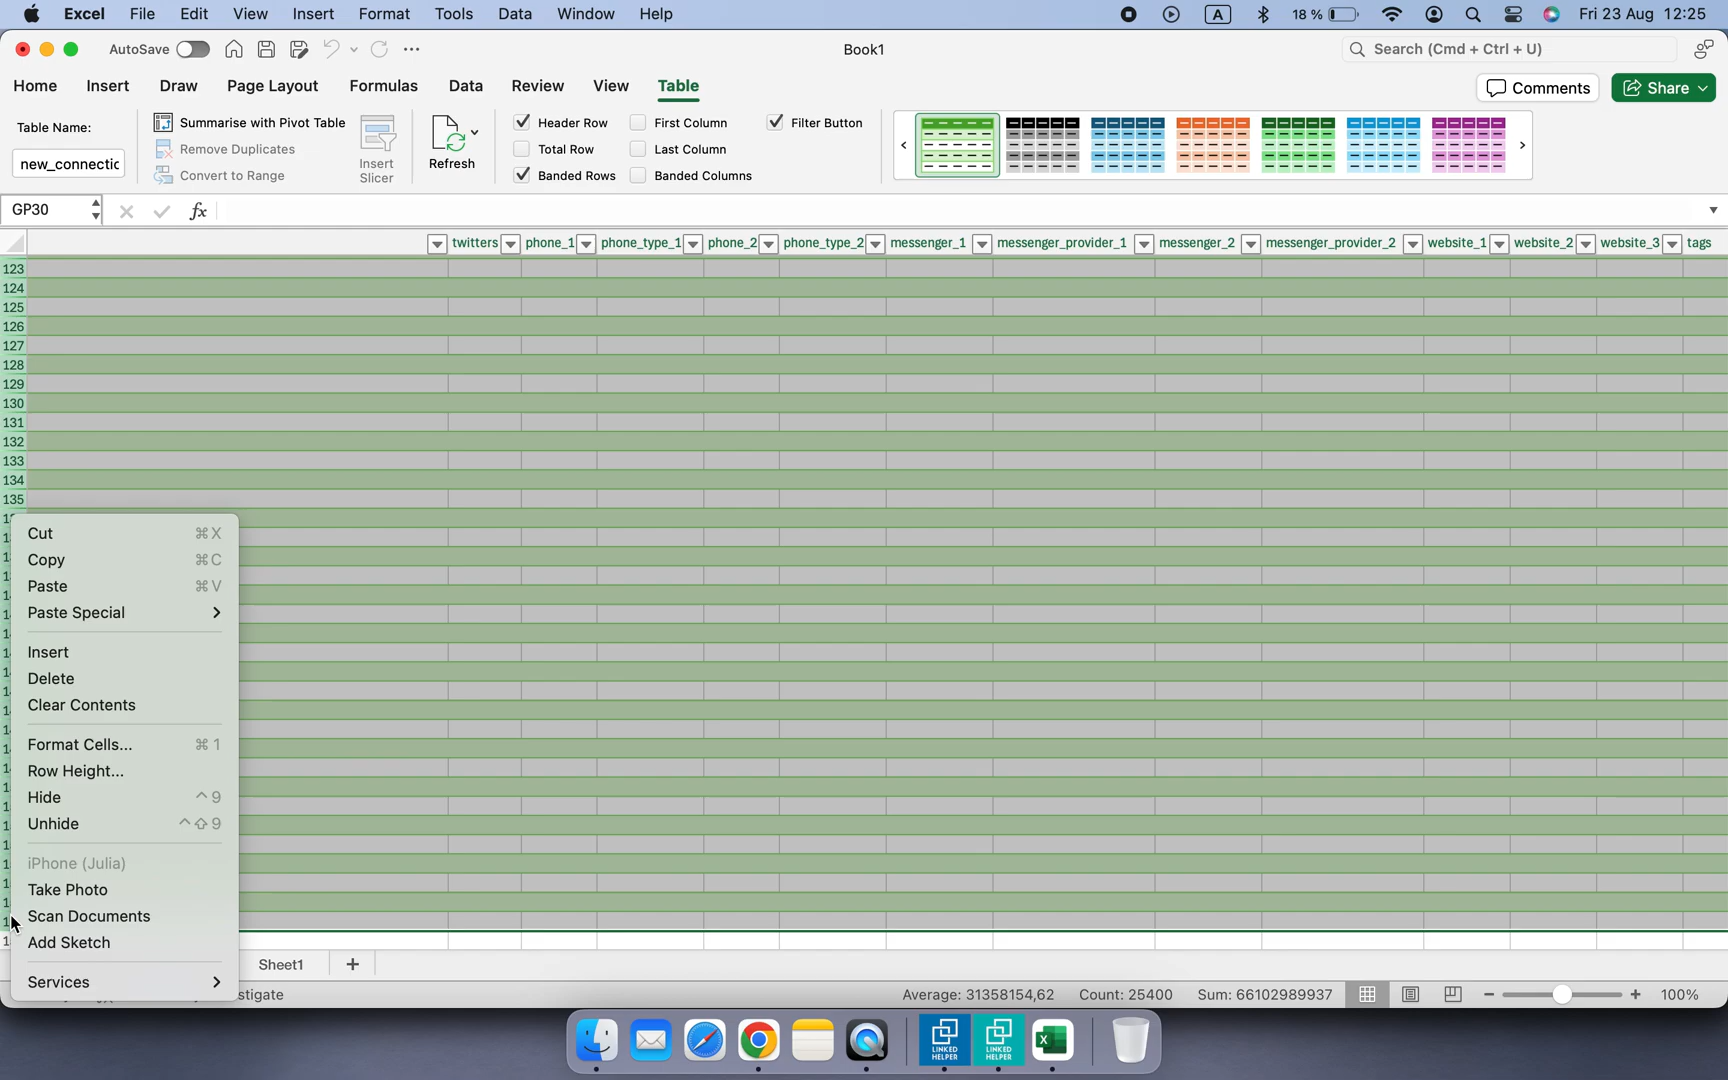 Excel File Edit View Insert Format Tools Data Window Help A 18 % Fri 23 Aug 12:25
AutoSave Book1 Search (Cmd + Ctrl + U)
Home Insert Draw Page Layout Formulas Data Review View Table Comments Share
Table Name: Summarise with Pivot Table Header Row First Column Filter Button
Remove Duplicates Total Row Last Column
new_connectic Insert Slicer Refresh
Convert to Range Banded Rows Banded Columns
GP30 fx
twitters phone_1 phone_type_1 phone_2 phone_type_2 messenger_1 messenger_provider_1 messenger_2 messenger_provider_2 website_1 website_2 website_3 tags
123
124
125
126
127
128
129
130
131
132
133
134
135
Cut ⌘X
Copy ⌘C
Paste ⌘V
Paste Special
Insert
Delete
Clear Contents
Format Cells... ⌘1
Row Height...
Hide ^9
Unhide ^⇧9
iPhone (Julia)
Take Photo
Scan Documents
Add Sketch
Services
Sheet1 +
stigate Average: 31358154,62 Count: 25400 Sum: 66102989937 100%
LINKED HELPER LINKED HELPER